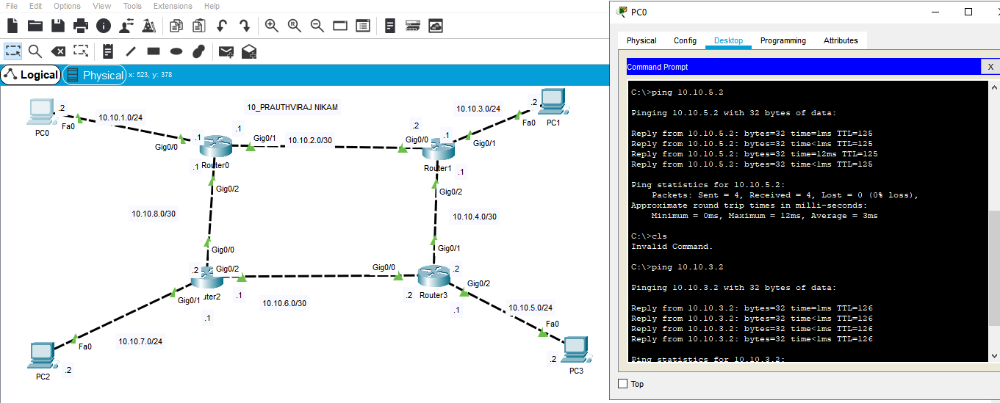 File Edit Options View Tools Extensions Help
Logical Physical x: 523, y: 378
10_PRAUTHVIRAJ NIKAM
.2
10.10.1.0/24
Fa0
PC0
.1
Gig0/0
.1
Gig0/1
10.10.2.0/30
Router0
.1
Gig0/2
.2
Gig0/0
.1
10.10.3.0/24
.2
Fa0
PC1
Gig0/1
Router1
.1
Gig0/2
10.10.8.0/30
10.10.4.0/30
Gig0/0
Gig0/1
.2
Gig0/2
Gig0/1
uter2
.1
.1
10.10.6.0/30
Gig0/0
.2
Gig0/2
.2
Router3
.1
10.10.5.0/24
Fa0
.2
PC3
10.10.7.0/24
Fa0
.2
PC2
PC0
Physical Config Desktop Programming Attributes
Command Prompt X
C:\>ping 10.10.5.2
Pinging 10.10.5.2 with 32 bytes of data:
Reply from 10.10.5.2: bytes=32 time=1ms TTL=125
Reply from 10.10.5.2: bytes=32 time<1ms TTL=125
Reply from 10.10.5.2: bytes=32 time=12ms TTL=125
Reply from 10.10.5.2: bytes=32 time<1ms TTL=125
Ping statistics for 10.10.5.2:
Packets: Sent = 4, Received = 4, Lost = 0 (0% loss),
Approximate round trip times in milli-seconds:
Minimum = 0ms, Maximum = 12ms, Average = 3ms
C:\>cls
Invalid Command.
C:\>ping 10.10.3.2
Pinging 10.10.3.2 with 32 bytes of data:
Reply from 10.10.3.2: bytes=32 time=1ms TTL=126
Reply from 10.10.3.2: bytes=32 time<1ms TTL=126
Reply from 10.10.3.2: bytes=32 time<1ms TTL=126
Reply from 10.10.3.2: bytes=32 time<1ms TTL=126
Ping statistics for 10.10.3.2:
Top